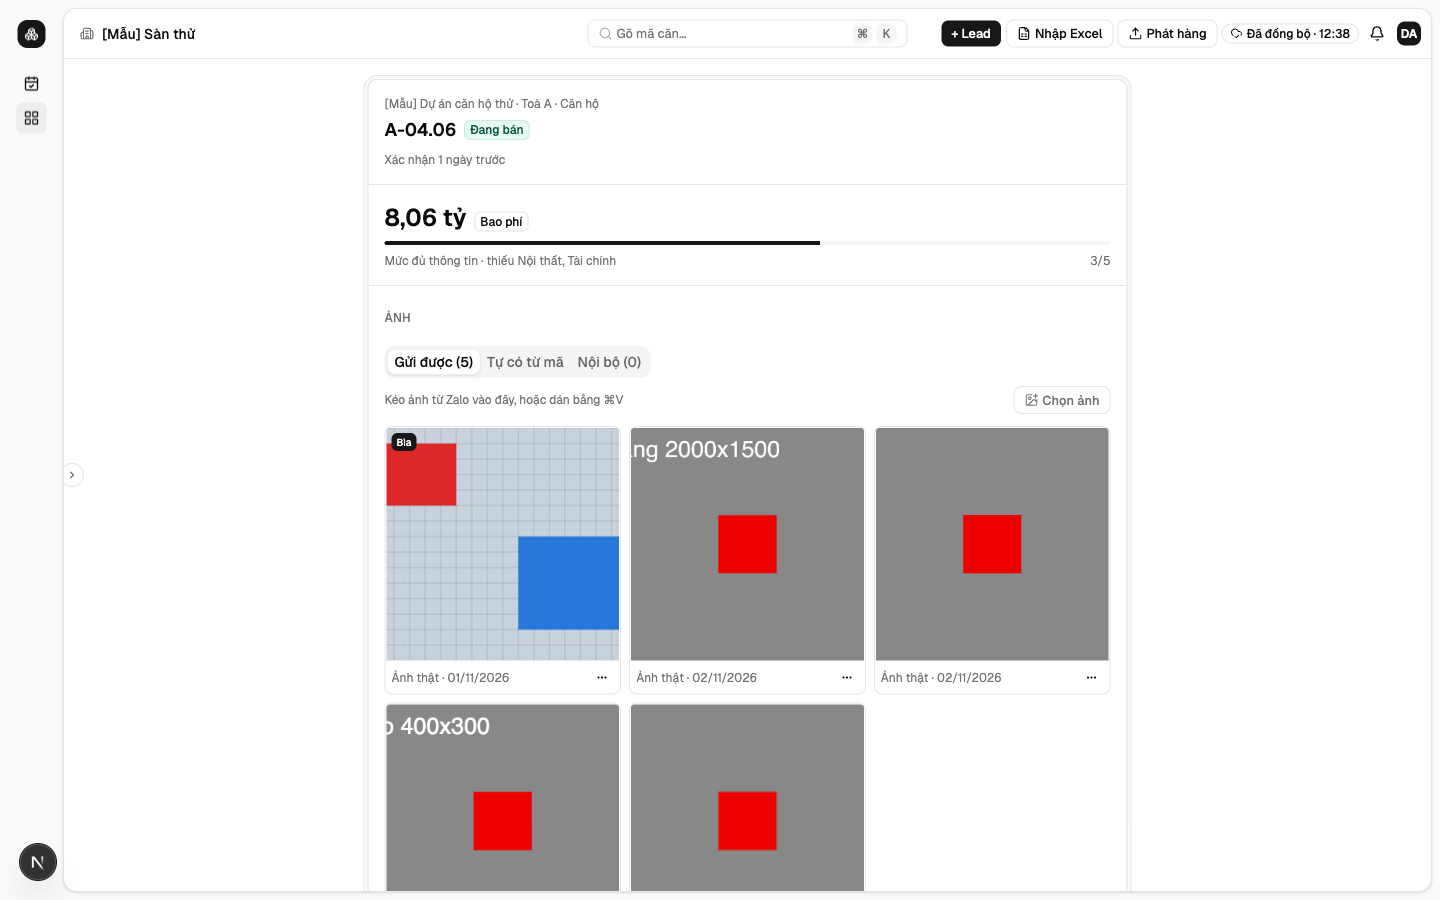 [Mẫu] Sàn thử
Gõ mã căn... ⌘ K
+ Lead
Nhập Excel
Phát hàng
Đã đồng bộ · 12:38
DA
[Mẫu] Dự án căn hộ thử · Toà A · Căn hộ
A-04.06 Đang bán
Xác nhận 1 ngày trước
8,06 tỷ Bao phí
Mức đủ thông tin · thiếu Nội thất, Tài chính 3/5
ẢNH
Gửi được (5) Tự có từ mã Nội bộ (0)
Kéo ảnh từ Zalo vào đây, hoặc dán bằng ⌘V
Chọn ảnh
Bìa
ng 2000x1500
Ảnh thật · 01/11/2026
Ảnh thật · 02/11/2026
Ảnh thật · 02/11/2026
400x300
N